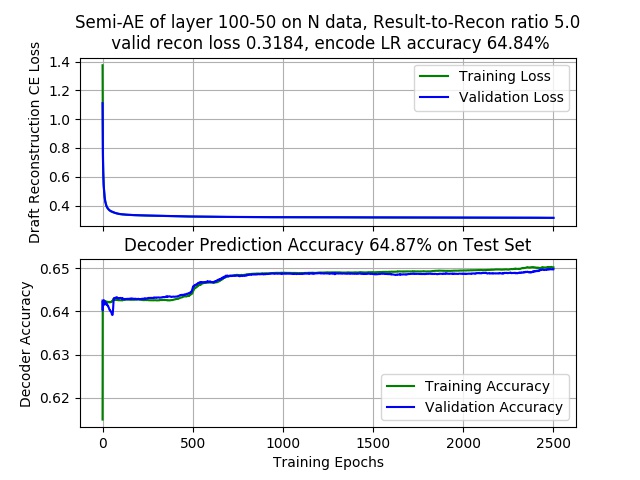 Semi-AE of layer 100-50 on N data, Result-to-Recon ratio 5.0
valid recon loss 0.3184, encode LR accuracy 64.84%
Draft Reconstruction CE Loss
1.4
1.2
1.0
0.8
0.6
0.4
Training Loss
Validation Loss
Decoder Prediction Accuracy 64.87% on Test Set
Decoder Accuracy
0.65
0.64
0.63
0.62
Training Accuracy
Validation Accuracy
0 500 1000 1500 2000 2500
Training Epochs